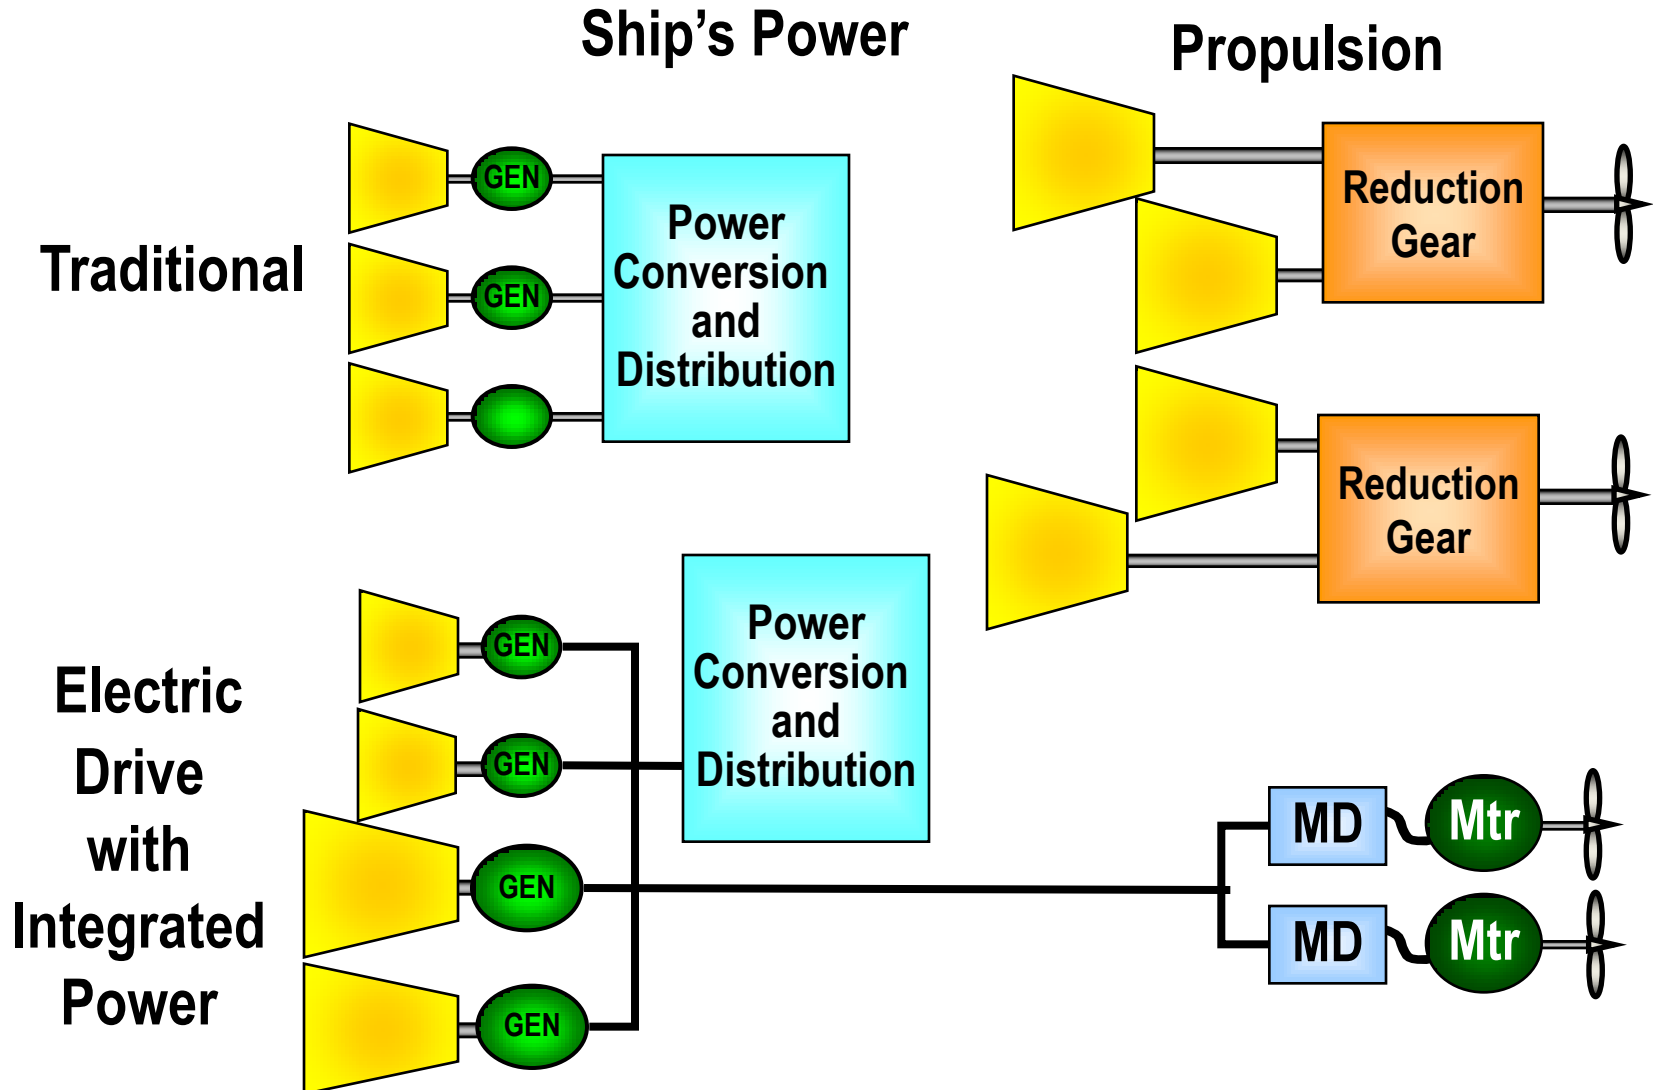 Ship's Power
Propulsion
Traditional
GEN
GEN
Power
Conversion
and
Distribution
Reduction
Gear
Reduction
Gear
Electric
Drive
with
Integrated
Power
GEN
GEN
GEN
GEN
Power
Conversion
and
Distribution
MD
Mtr
MD
Mtr